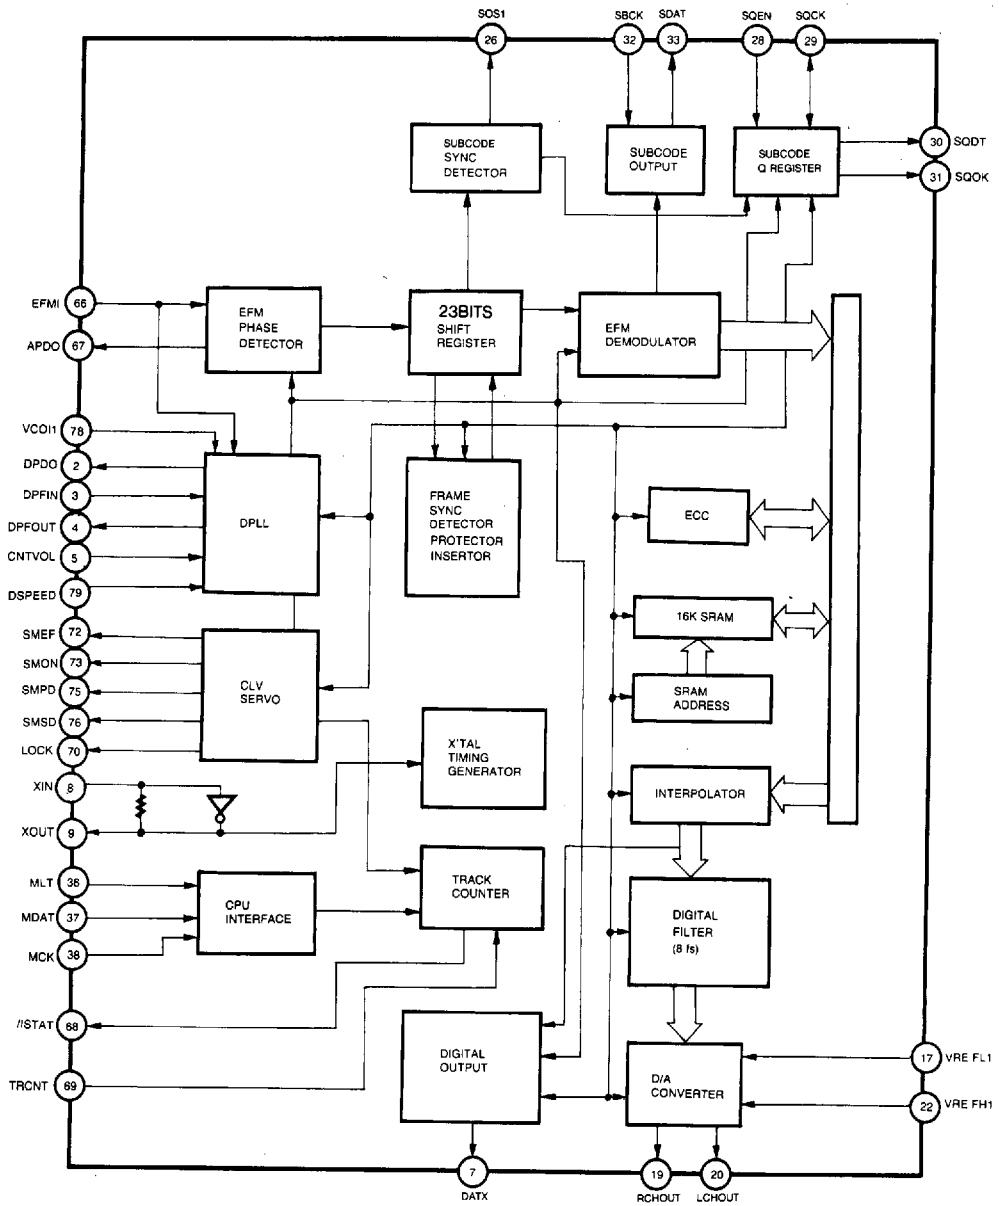 SOS1
SBCK
SDAT
SQEN
SQCK
26
32
33
28
29
SUBCODE
SYNC
DETECTOR
SUBCODE
OUTPUT
SUBCODE
Q REGISTER
30 SQDT
31 SQOK
EFMI 66
APDO 67
EFM
PHASE
DETECTOR
23BITS
SHIFT
REGISTER
EFM
DEMODULATOR
VCOI1 78
DPDO 2
DPFIN 3
DPFOUT 4
CNTVOL 5
DSPEED 79
DPLL
FRAME
SYNC
DETECTOR
PROTECTOR
INSERTOR
ECC
16K SRAM
SRAM
ADDRESS
SMEF 72
SMON 73
SMPD 75
SMSD 76
LOCK 70
CLV
SERVO
X'TAL
TIMING
GENERATOR
INTERPOLATOR
XIN 8
XOUT 9
MLT 36
MDAT 37
MCK 38
CPU
INTERFACE
TRACK
COUNTER
DIGITAL
FILTER
(8 fs)
//STAT 68
TRCNT 69
DIGITAL
OUTPUT
D/A
CONVERTER
17 VRE FL1
22 VRE FH1
7
19
20
DATX
RCHOUT
LCHOUT